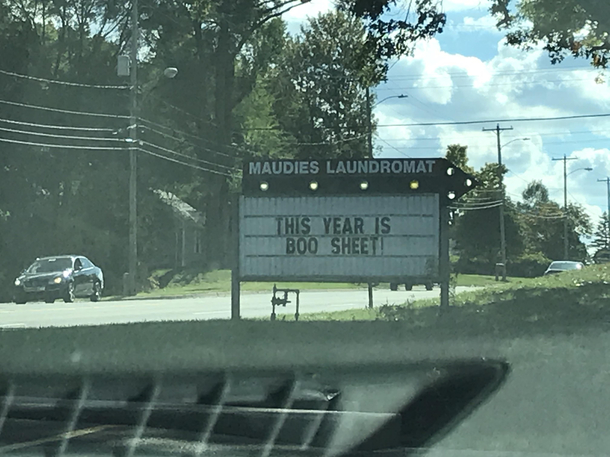 MAUDIES LAUNDROMAT
THIS YEAR IS
BOO SHEET!